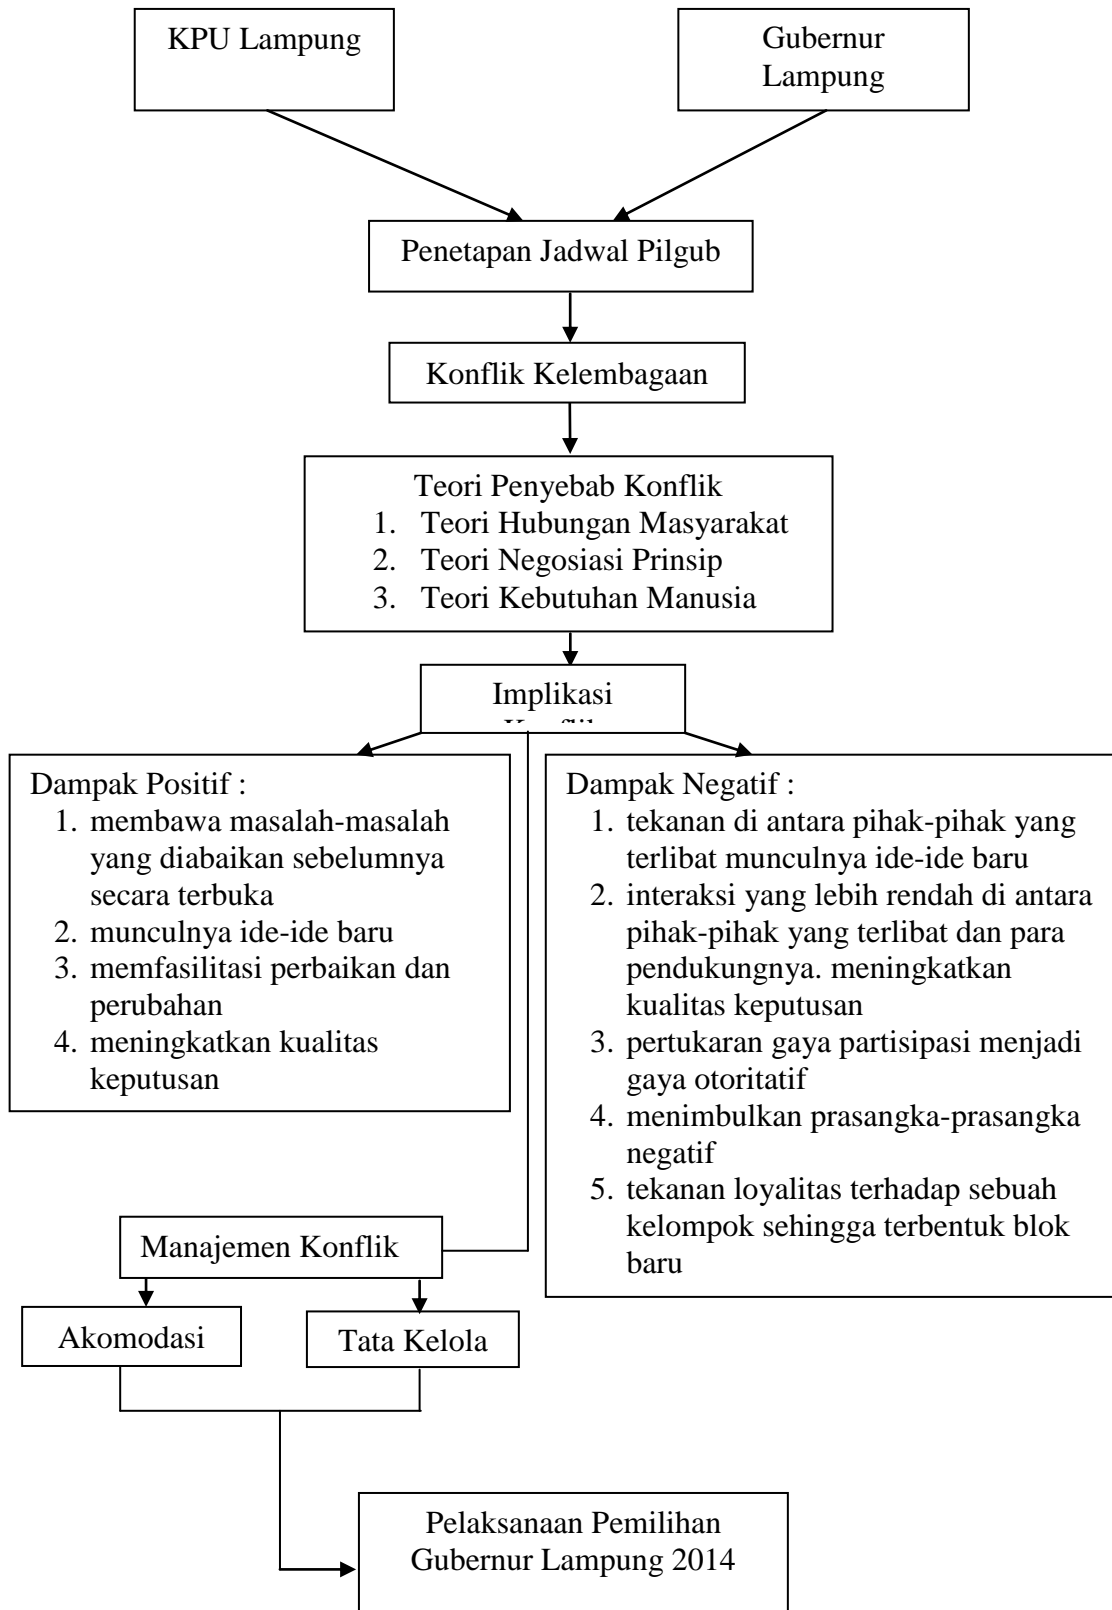 KPU Lampung
Gubernur
Lampung
Penetapan Jadwal Pilgub
Konflik Kelembagaan
Teori Penyebab Konflik
1. Teori Hubungan Masyarakat
2. Teori Negosiasi Prinsip
3. Teori Kebutuhan Manusia
Implikasi
Dampak Positif :
1. membawa masalah-masalah
yang diabaikan sebelumnya
secara terbuka
2. munculnya ide-ide baru
3. memfasilitasi perbaikan dan
perubahan
4. meningkatkan kualitas
keputusan
Dampak Negatif :
1. tekanan di antara pihak-pihak yang
terlibat munculnya ide-ide baru
2. interaksi yang lebih rendah di antara
pihak-pihak yang terlibat dan para
pendukungnya. meningkatkan
kualitas keputusan
3. pertukaran gaya partisipasi menjadi
gaya otoritatif
4. menimbulkan prasangka-prasangka
negatif
5. tekanan loyalitas terhadap sebuah
kelompok sehingga terbentuk blok
baru
Manajemen Konflik
Akomodasi
Tata Kelola
Pelaksanaan Pemilihan
Gubernur Lampung 2014